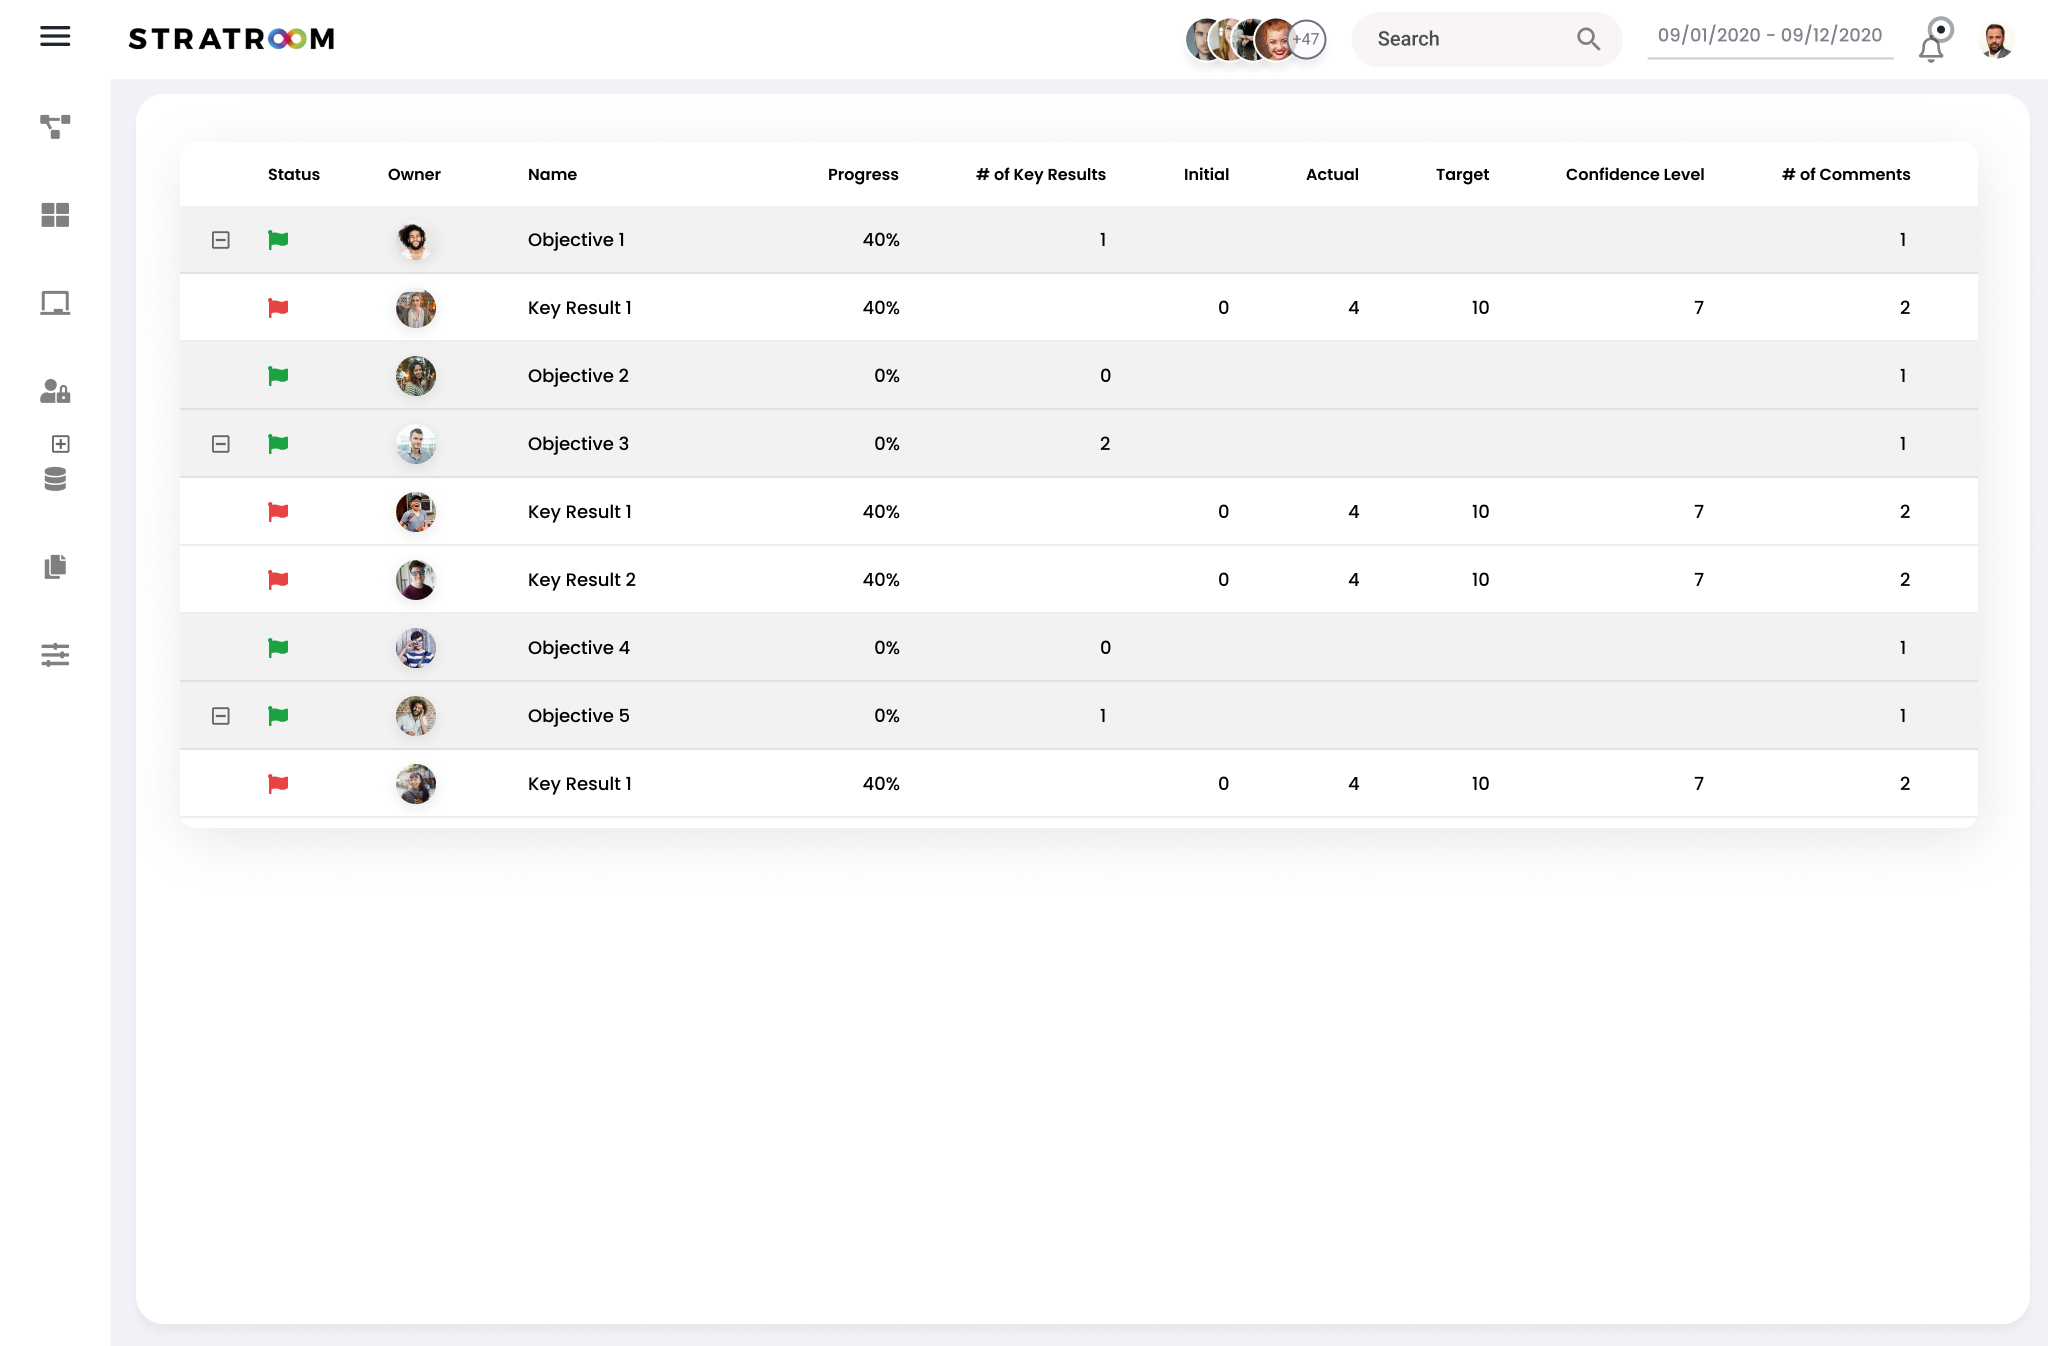 STRATROOM
+47
Search
09/01/2020 - 09/12/2020
Status Owner Name Progress # of Key Results Initial Actual Target Confidence Level # of Comments
Objective 1 40% 1 1
Key Result 1 40% 0 4 10 7 2
Objective 2 0% 0 1
Objective 3 0% 2 1
Key Result 1 40% 0 4 10 7 2
Key Result 2 40% 0 4 10 7 2
Objective 4 0% 0 1
Objective 5 0% 1 1
Key Result 1 40% 0 4 10 7 2